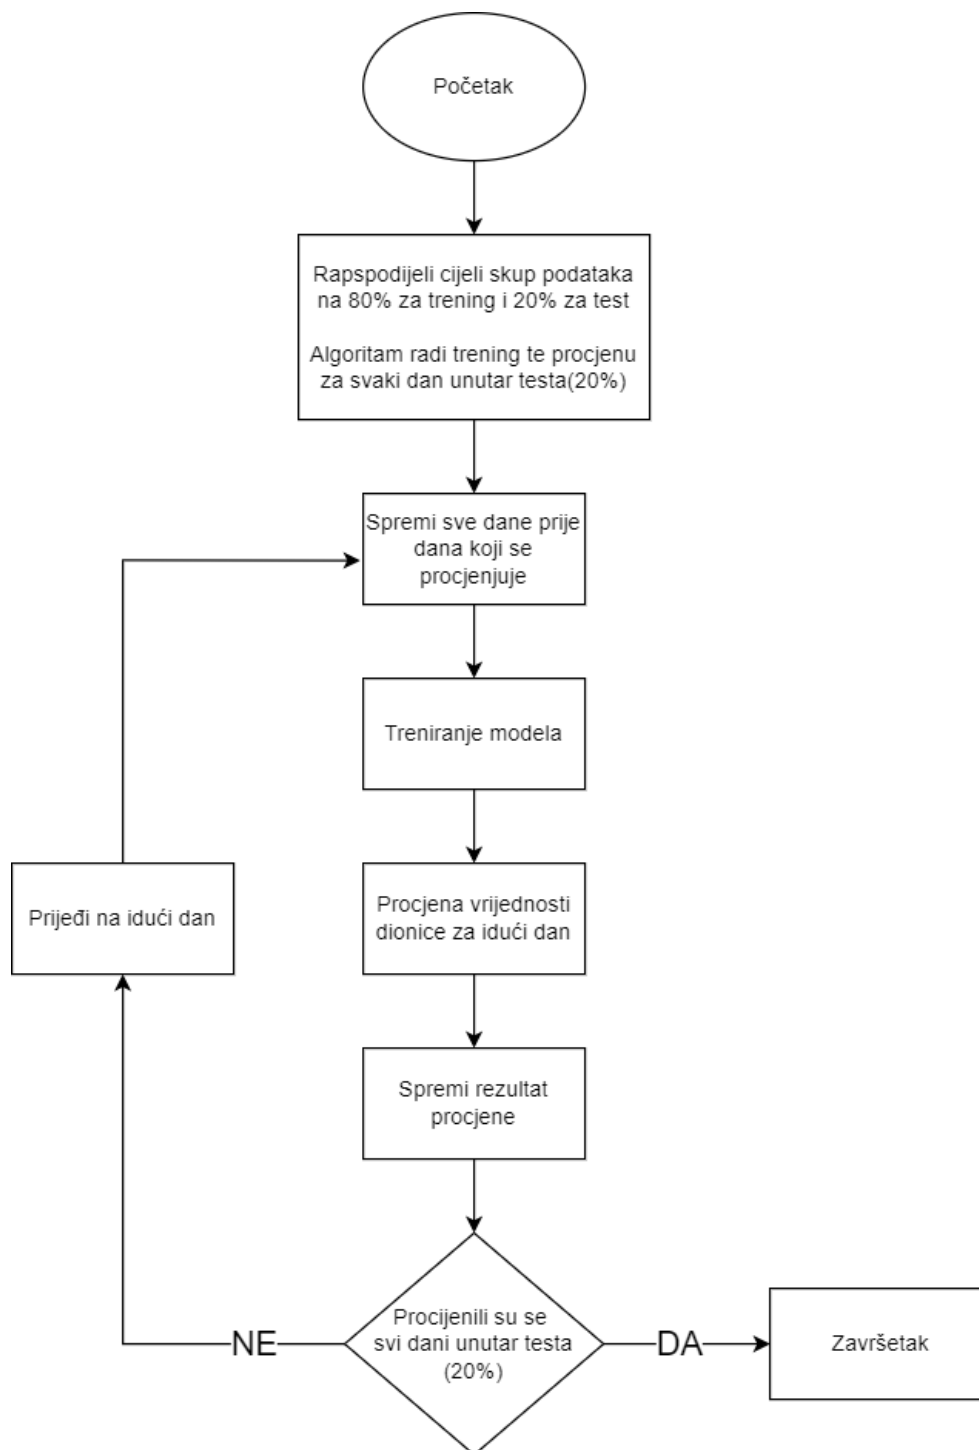 Početak
Rapspodijeli cijeli skup podataka
na 80% za trening i 20% za test
Algoritam radi trening te procjenu
za svaki dan unutar testa(20%)
Spremi sve dane prije
dana koji se
procjenjuje
Treniranje modela
Prijeđi na idući dan
Procjena vrijednosti
dionice za idući dan
Spremi rezultat
procjene
Procijenili su se
svi dani unutar testa
(20%)
NE
DA
Završetak